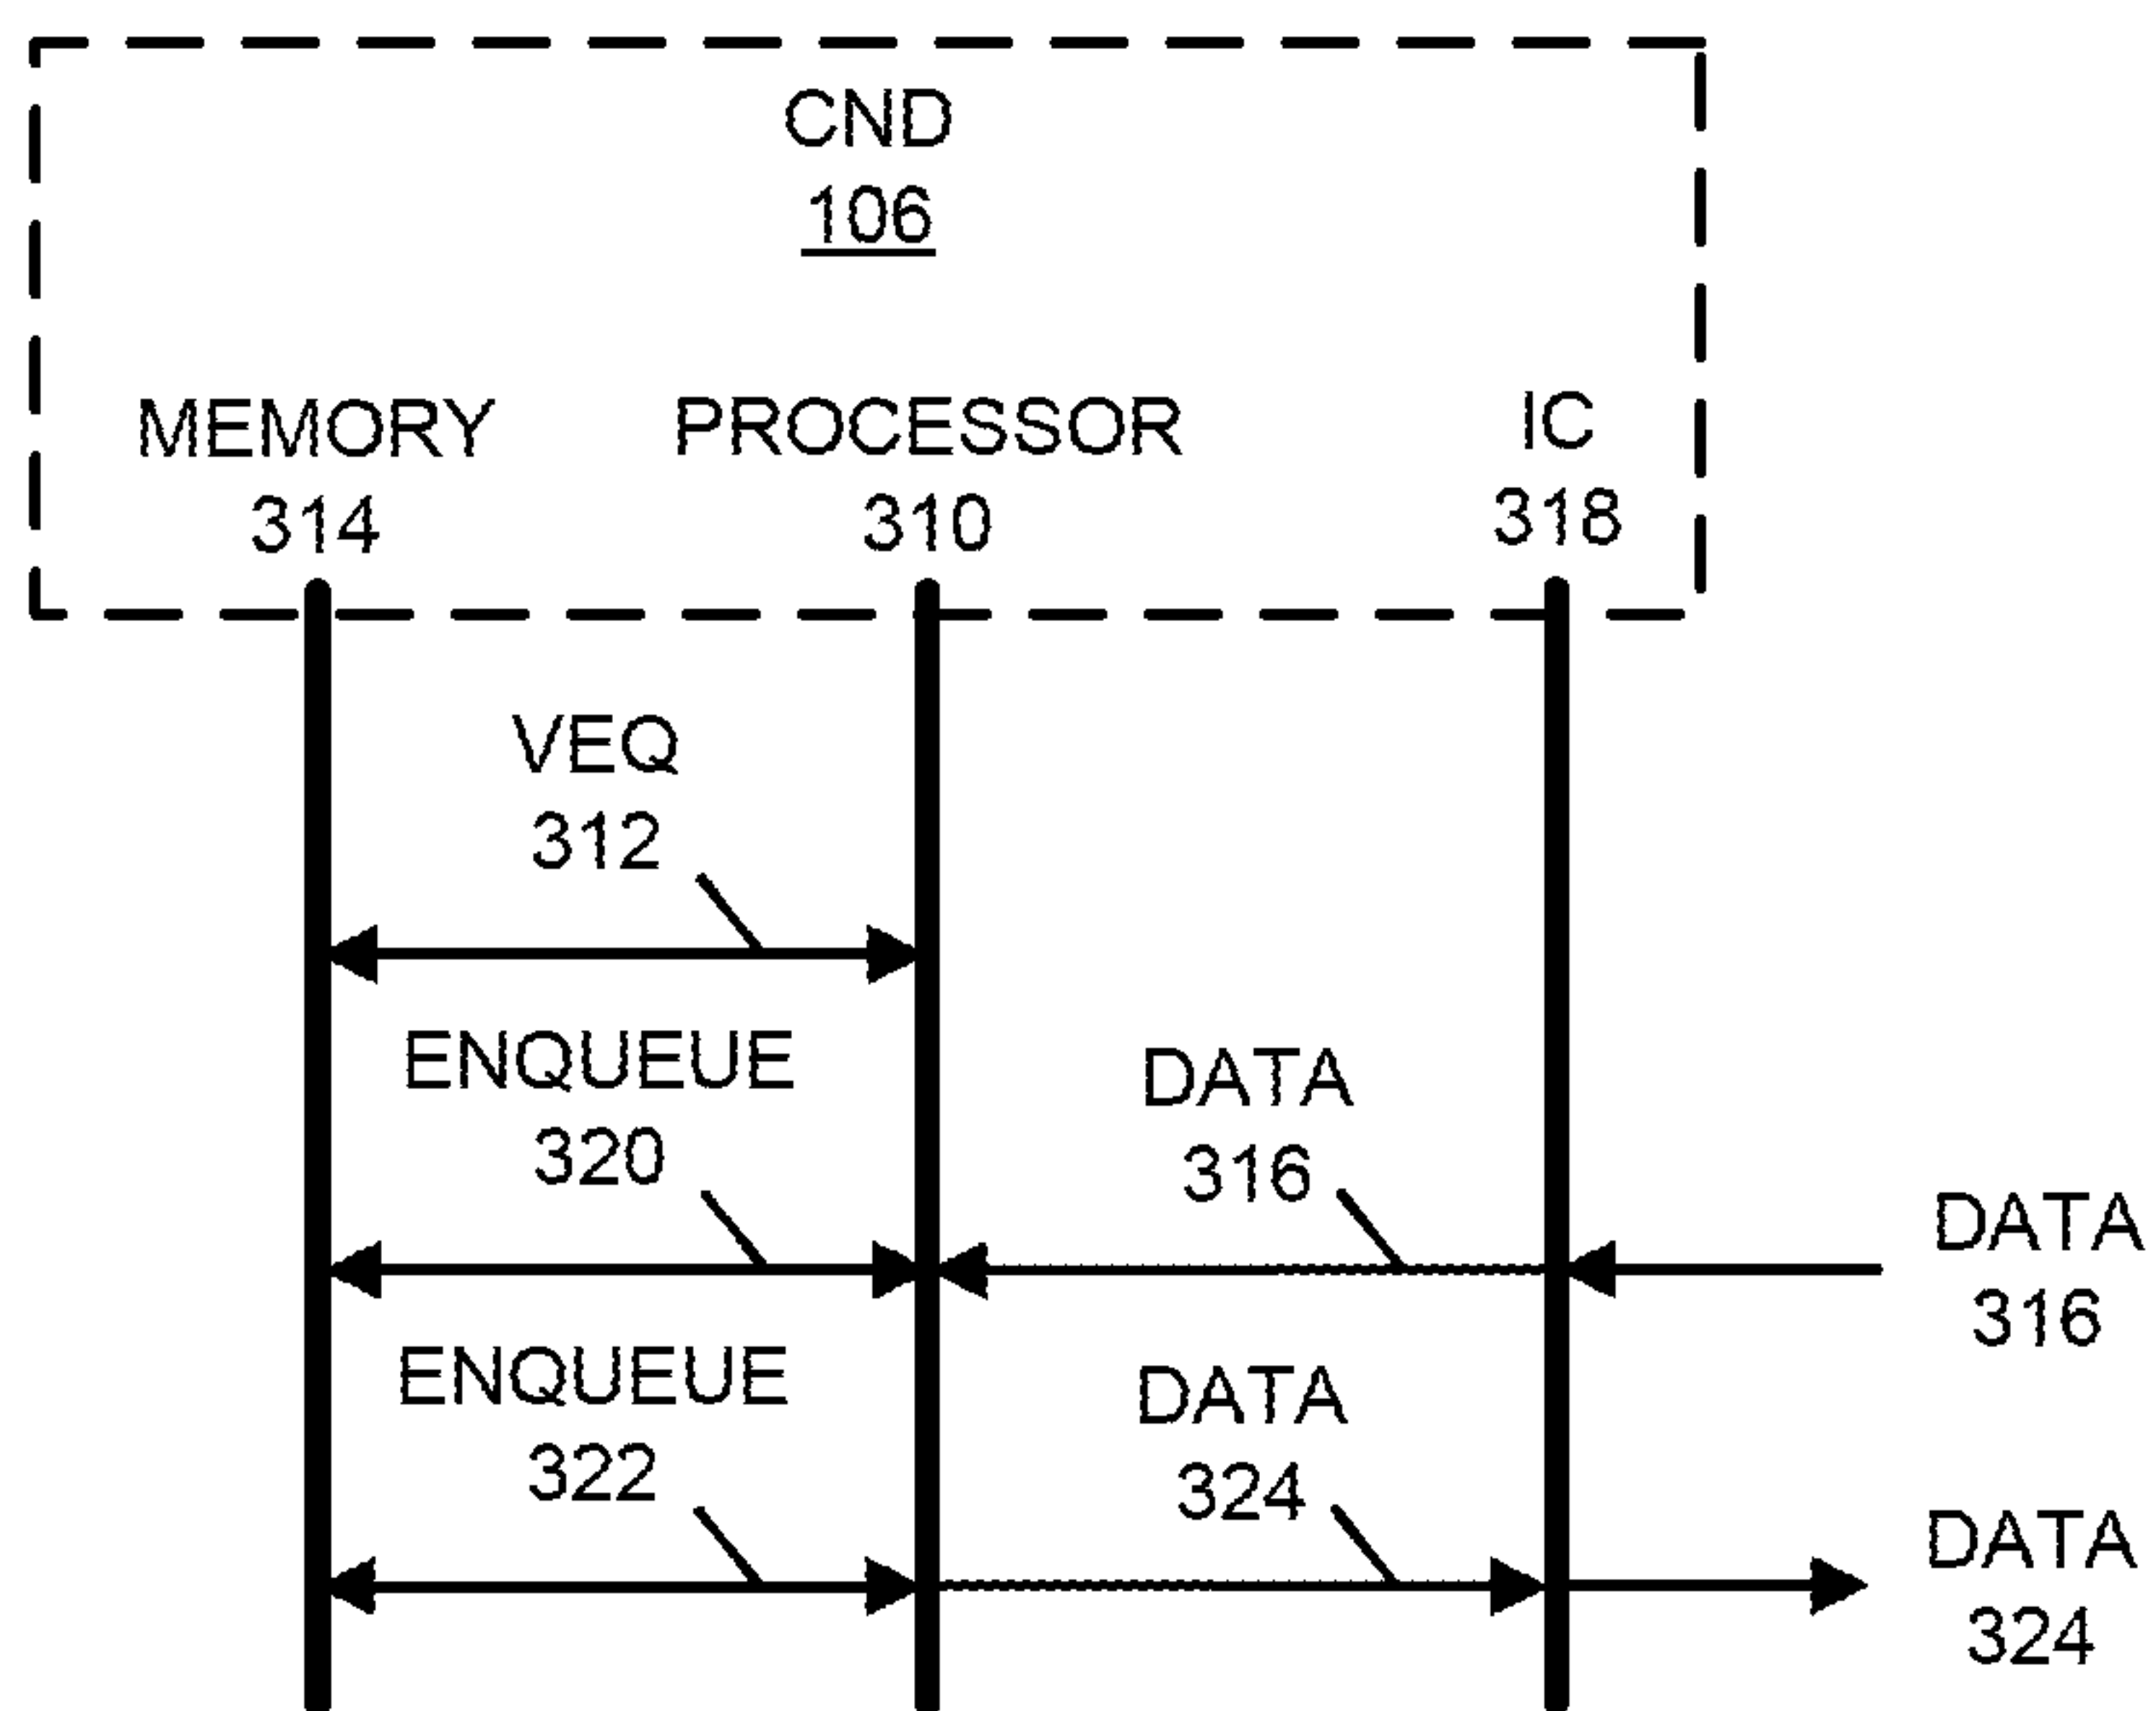 CND
106
MEMORY
314
PROCESSOR
310
IC
318
VEQ
312
ENQUEUE
320
DATA
316
DATA
316
ENQUEUE
322
DATA
324
DATA
324